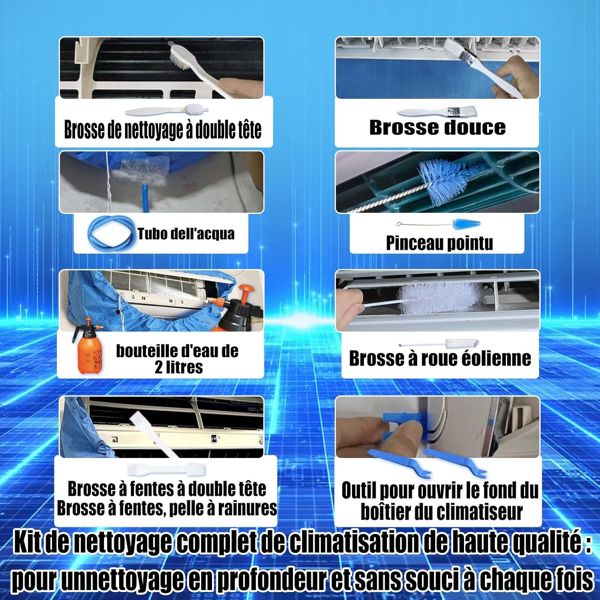 Brosse de nettoyage à double tête
Brosse douce
Tubo dell'acqua
Pinceau pointu
bouteille d'eau de
2 litres
Brosse à roue éolienne
Brosse à fentes à double tête
Brosse à fentes, pelle à rainures
Outil pour ouvrir le fond du
boîtier du climatiseur
Kit de nettoyage complet de climatisation de haute qualité :
pour unnettoyage en profondeur et sans souci à chaque fois